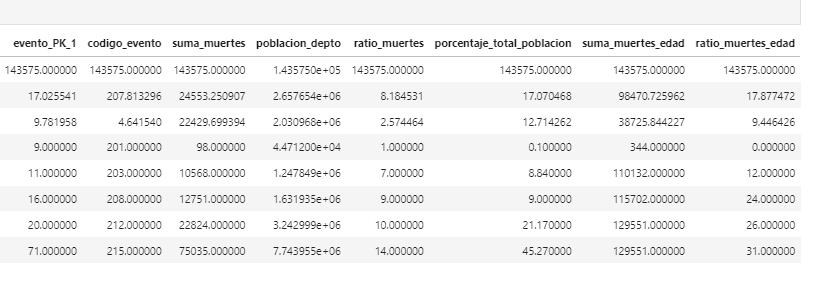 evento_PK_1 codigo_evento suma_muertes poblacion_depto ratio_muertes porcentaje_total_poblacion suma_muertes_edad ratio_muertes_edad
143575.000000 143575.000000 143575.000000 1.435750e+05 143575.000000 143575.000000 143575.000000 143575.000000
17.025541 207.813296 24553.250907 2.657654e+06 8.184531 17.070468 98470.725962 17.877472
9.781958 4.641540 22429.699394 2.030968e+06 2.574464 12.714262 38725.844227 9.446426
9.000000 201.000000 98.000000 4.471200e+04 1.000000 0.100000 344.000000 0.000000
11.000000 203.000000 10568.000000 1.247849e+06 7.000000 8.840000 110132.000000 12.000000
16.000000 208.000000 12751.000000 1.631935e+06 9.000000 9.000000 115702.000000 24.000000
20.000000 212.000000 22824.000000 3.242999e+06 10.000000 21.170000 129551.000000 26.000000
71.000000 215.000000 75035.000000 7.743955e+06 14.000000 45.270000 129551.000000 31.000000